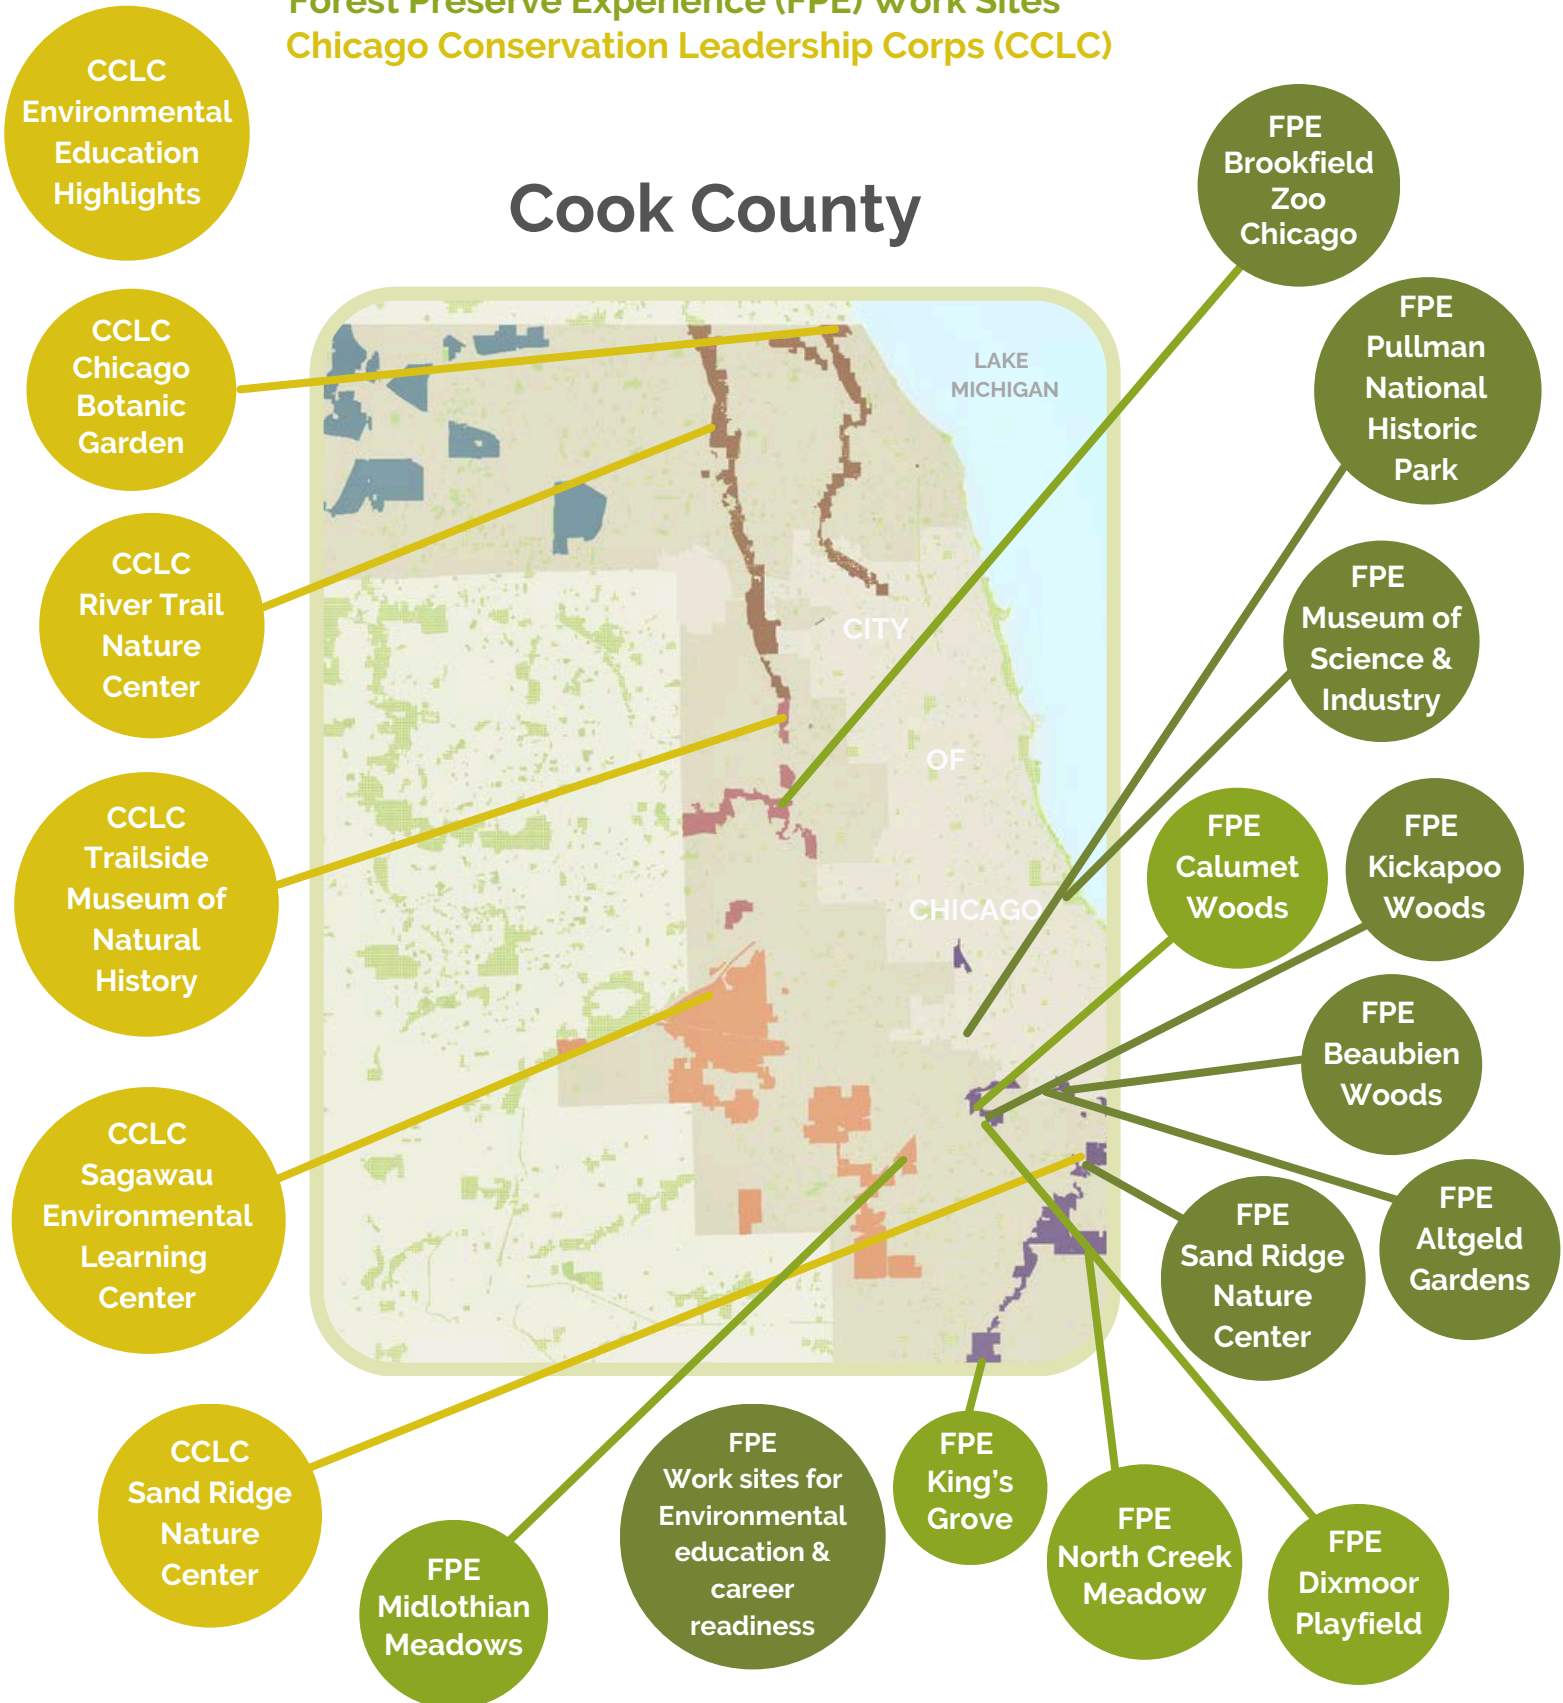 Forest Preserve Experience (FPE) Work Sites
Chicago Conservation Leadership Corps (CCLC)
CCLC
Environmental
Education
Highlights
Cook County
CCLC
Chicago
Botanic
Garden
CCLC
River Trail
Nature
Center
CCLC
Trailside
Museum of
Natural
History
CCLC
Sagawau
Environmental
Learning
Center
CCLC
Sand Ridge
Nature
Center
LAKE
MICHIGAN
CITY
OF
CHICAGO
FPE
Brookfield
Zoo
Chicago
FPE
Pullman
National
Historic
Park
FPE
Museum of
Science &
Industry
FPE
Calumet
Woods
FPE
Kickapoo
Woods
FPE
Beaubien
Woods
FPE
Altgeld
Gardens
FPE
Sand Ridge
Nature
Center
FPE
Midlothian
Meadows
FPE
Work sites for
Environmental
education &
career
readiness
FPE
King's
Grove
FPE
North Creek
Meadow
FPE
Dixmoor
Playfield